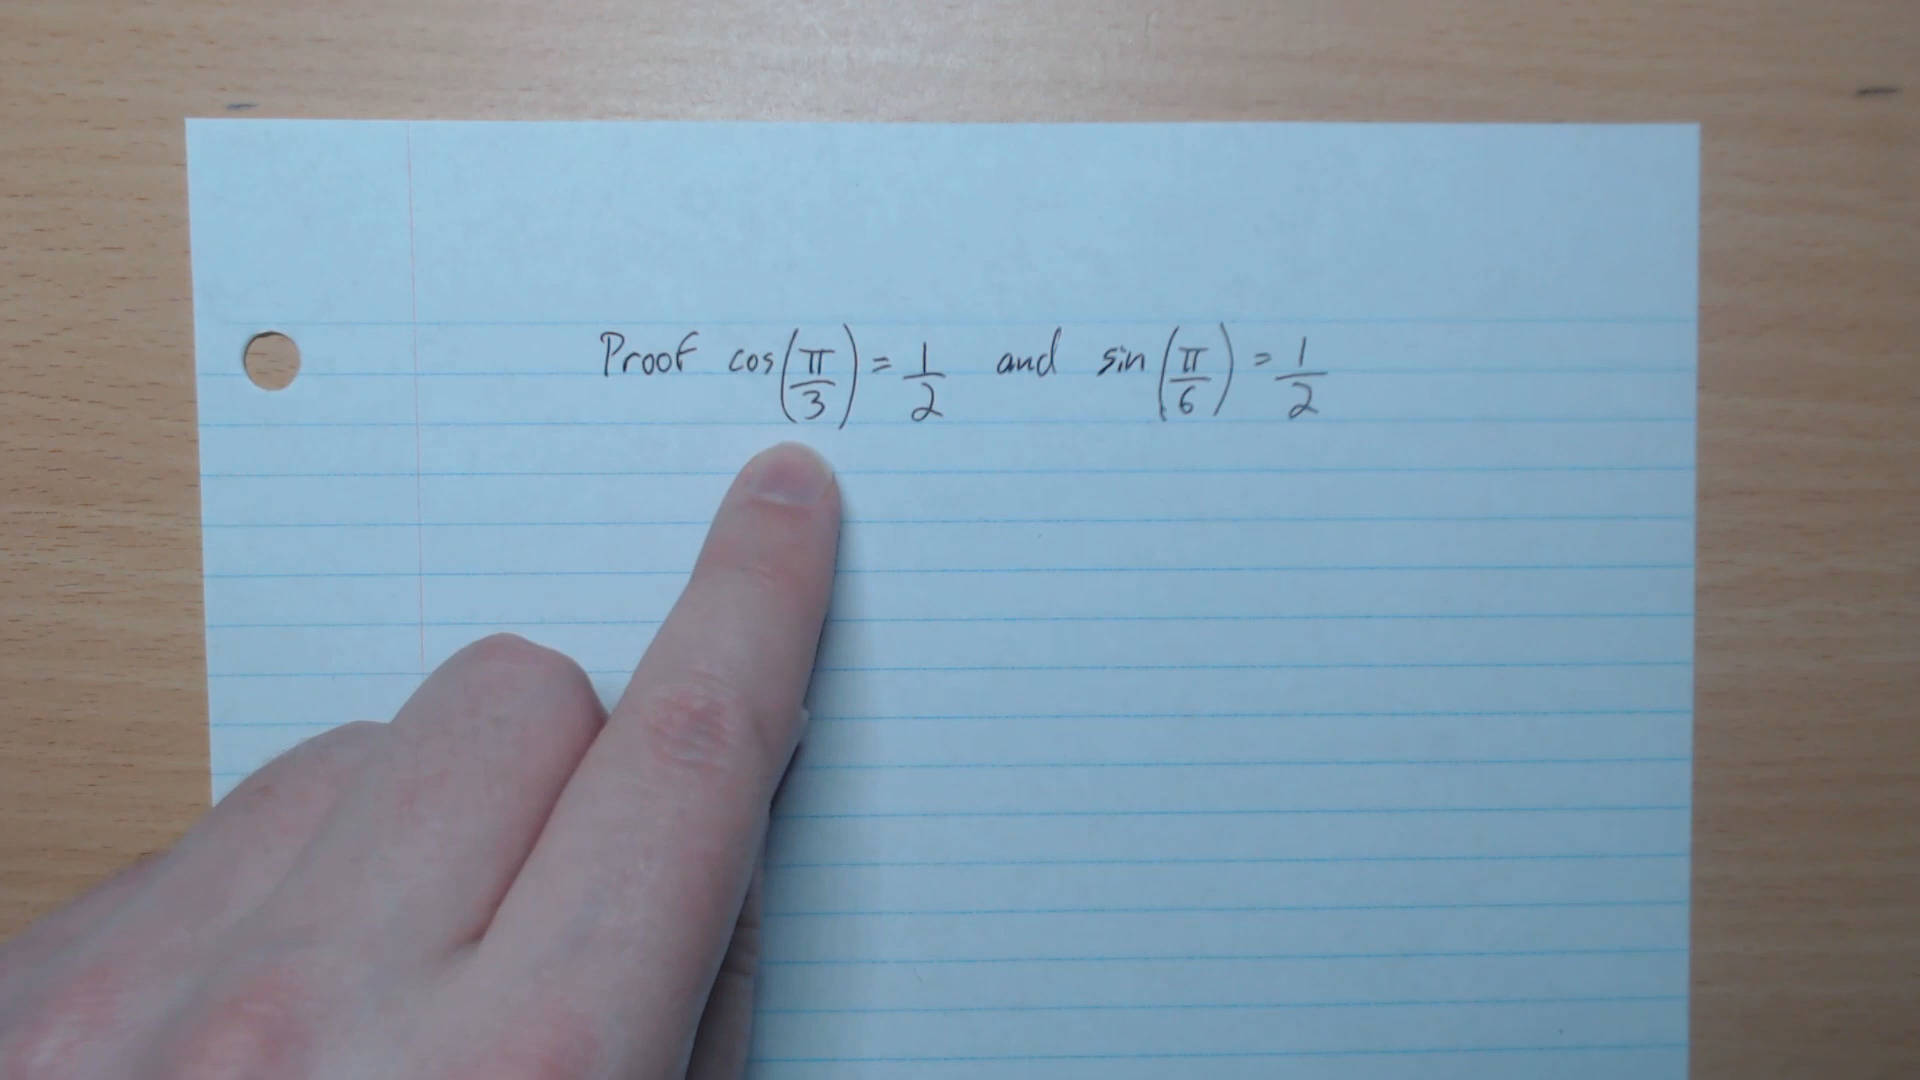 Proof cos(π/3) = 1/2 and sin(π/6) = 1/2